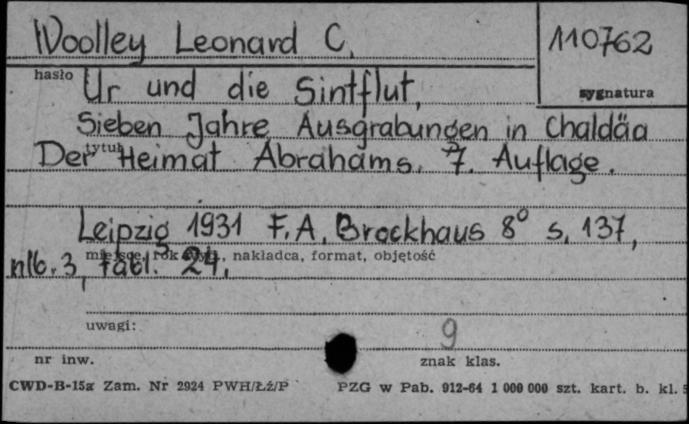 Woolley Leonard C.
110762
hasło
Ur und die Sintflut,
sygnatura
Sieben Jahre Ausgrabungen in Chaldäa
tytuł
Der Heimat Abrahams. 7. Auflage.
Leipzig 1931 F.A. Brockhaus 8° s. 137,
miejsce, rok wyd., nakładca, format, objętość
nlb. 3, tabl. 24.
uwagi:
9
nr inw.
znak klas.
CWD-B-15a Zam. Nr 2924 PWH/Łź/P PZG w Pab. 912-64 1 000 000 szt. kart. b. kl. 5